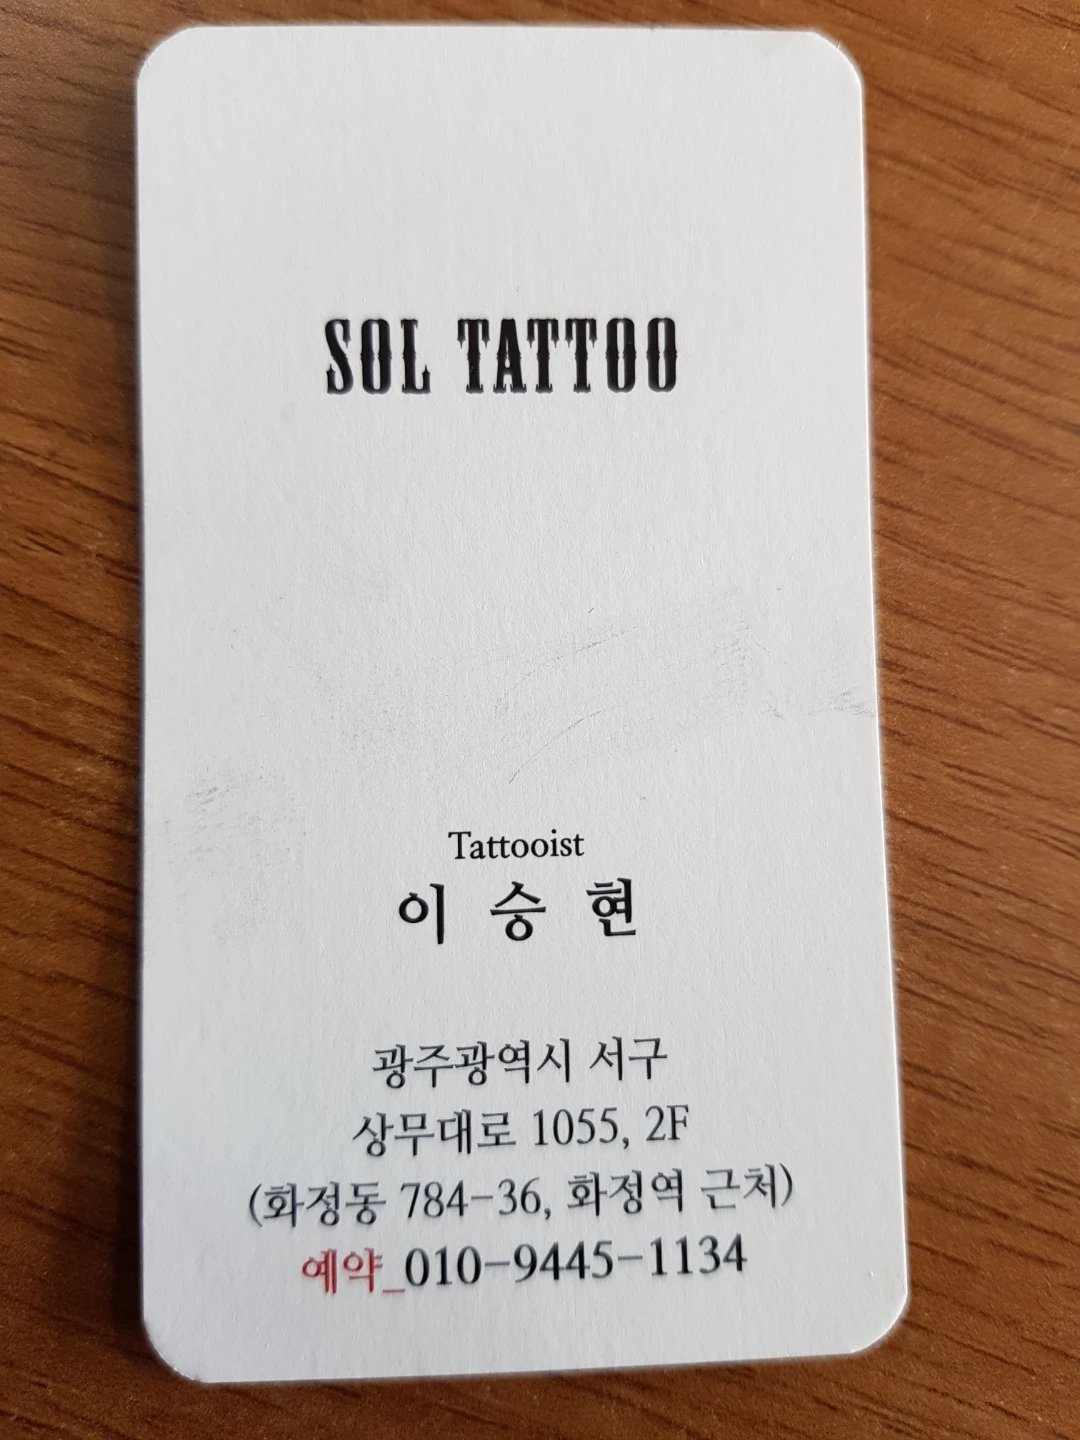 SOL TATTOO
Tattooist
이 승 현
광주광역시 서구
상무대로 1055, 2F
(화정동 784-36, 화정역 근처)
예약_010-9445-1134